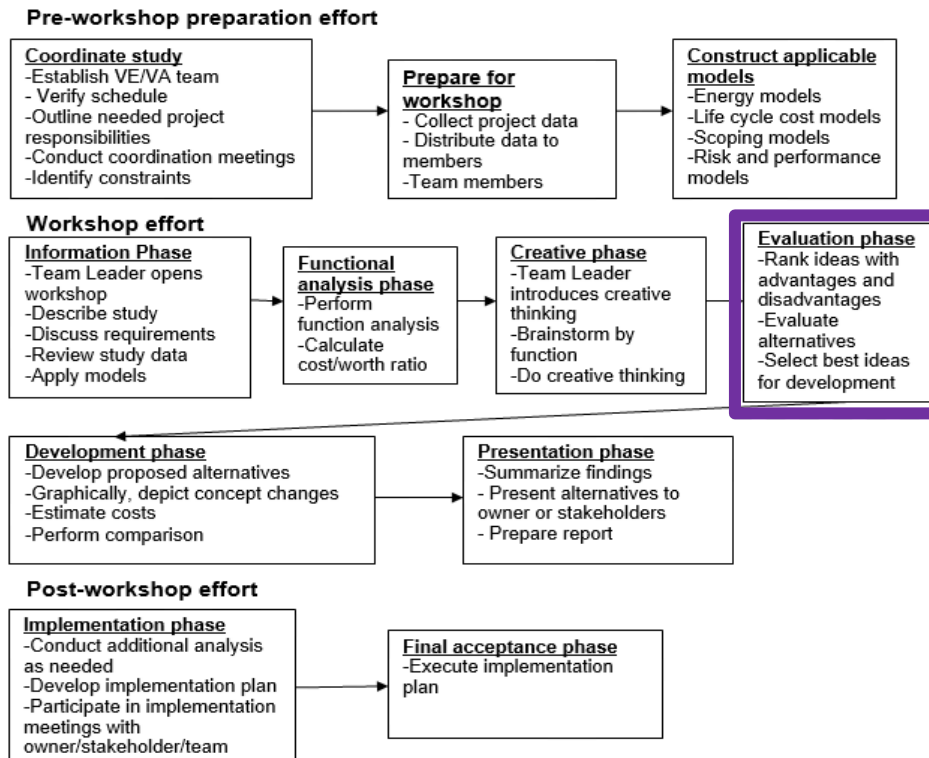 Pre-workshop preparation effort
Coordinate study
-Establish VE/VA team
- Verify schedule
-Outline needed project
responsibilities
-Conduct coordination meetings
-Identify constraints
Prepare for
workshop
- Collect project data
- Distribute data to
members
-Team members
Construct applicable
models
-Energy models
-Life cycle cost models
-Scoping models
-Risk and performance
models
Workshop effort
Information Phase
-Team Leader opens
workshop
-Describe study
-Discuss requirements
-Review study data
-Apply models
Functional
analysis phase
-Perform
function analysis
-Calculate
cost/worth ratio
Creative phase
-Team Leader
introduces creative
thinking
-Brainstorm by
function
-Do creative thinking
Evaluation phase
-Rank ideas with
advantages and
disadvantages
-Evaluate
alternatives
-Select best ideas
for development
Development phase
-Develop proposed alternatives
-Graphically, depict concept changes
-Estimate costs
-Perform comparison
Presentation phase
-Summarize findings
- Present alternatives to
owner or stakeholders
- Prepare report
Post-workshop effort
Implementation phase
-Conduct additional analysis
as needed
-Develop implementation plan
-Participate in implementation
meetings with
owner/stakeholder/team
Final acceptance phase
-Execute implementation
plan